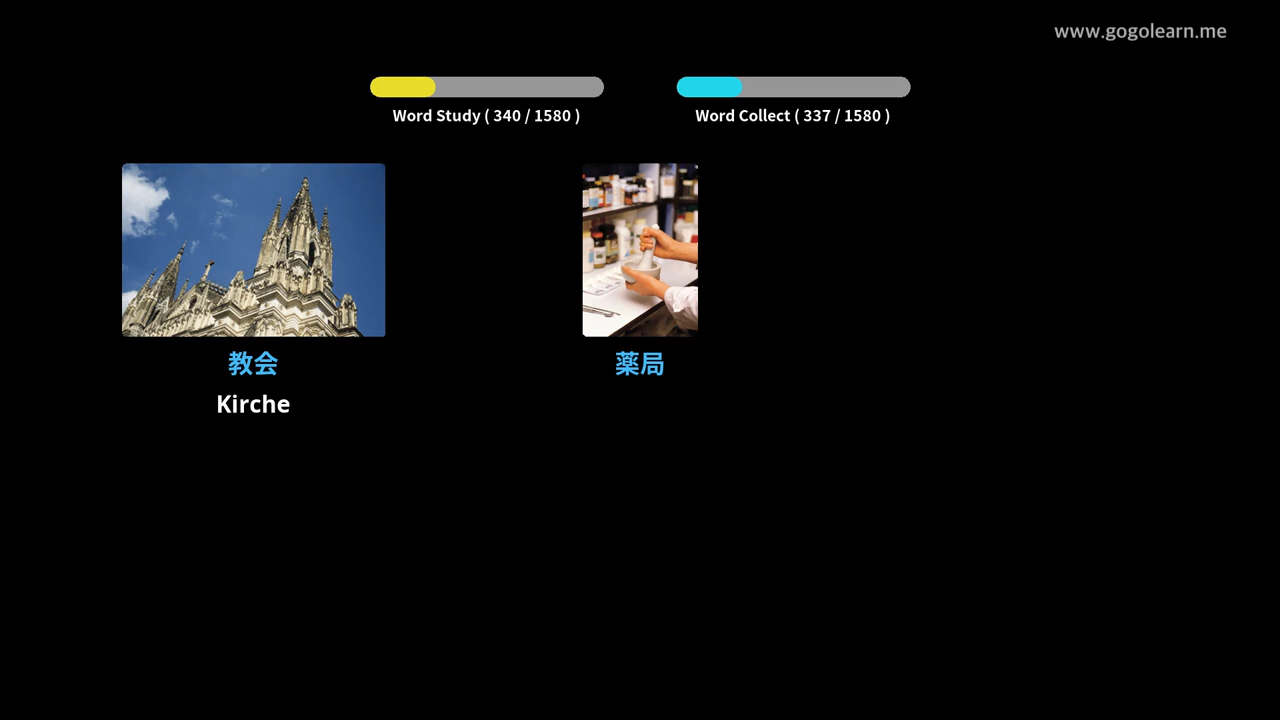 www.gogolearn.me
Word Study ( 340 / 1580 )
Word Collect ( 337 / 1580 )
教会
Kirche
薬局